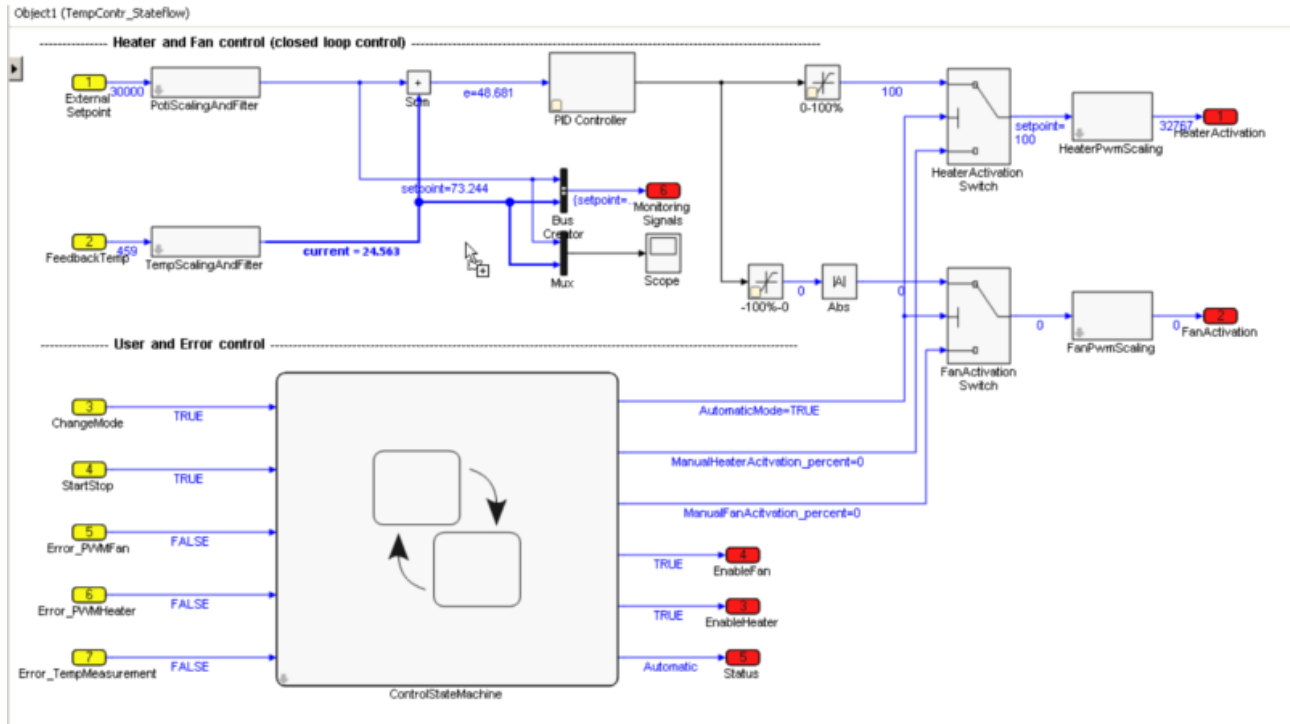 Object1 (TempContr_Stateflow)
Heater and Fan control (closed loop control)
1
30000
External
Setpoint
PotiScalingAndFilter
+
Sum
e=48.681
PID Controller
0-100%
100
HeaterActivation
Switch
setpoint=
100
HeaterPwmScaling
32767
1
HeaterActivation
setpoint=73.244
Bus
Creator
{setpoint=..
6
Monitoring
Signals
2
459
FeedbackTemp
TempScalingAndFilter
current = 24.563
Mux
Scope
-100%-0
0
|A|
Abs
0
FanActivation
Switch
0
FanPwmScaling
0
2
FanActivation
User and Error control
3
ChangeMode
TRUE
AutomaticMode=TRUE
4
StartStop
TRUE
ManualHeaterAcitvation_percent=0
5
Error_PWMFan
FALSE
ManualFanAcitvation_percent=0
TRUE
4
EnableFan
6
Error_PWMHeater
FALSE
TRUE
3
EnableHeater
7
Error_TempMeasurement
FALSE
Automatic
5
Status
ControlStateMachine